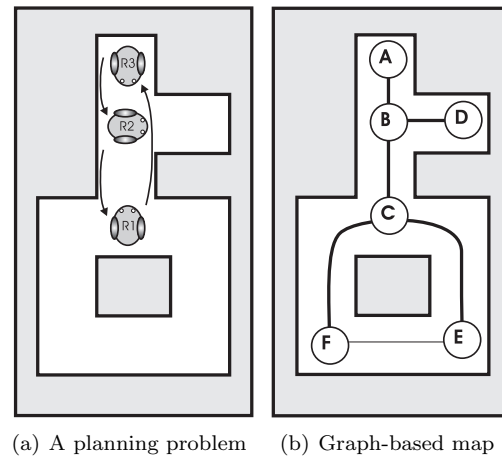 R3
R2
R1
A
B
D
C
F
E
(a) A planning problem
(b) Graph-based map